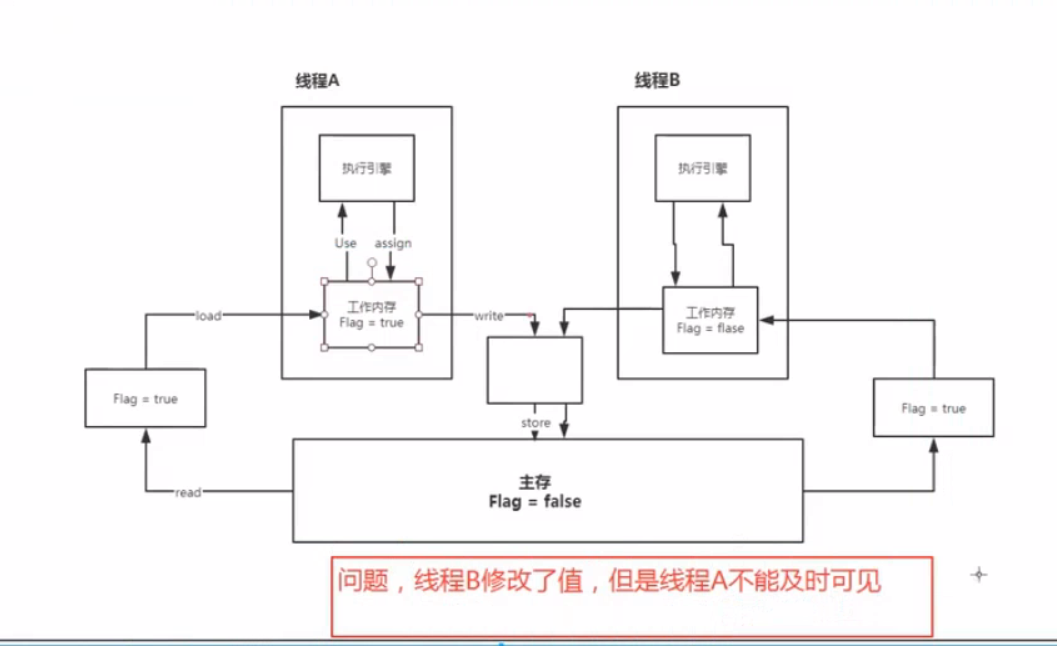 线程A
线程B
执行引擎
执行引擎
Use
assign
工作内存
Flag = true
工作内存
Flag = flase
load
write
Flag = true
Flag = true
store
read
主存
Flag = false
问题，线程B修改了值，但是线程A不能及时可见